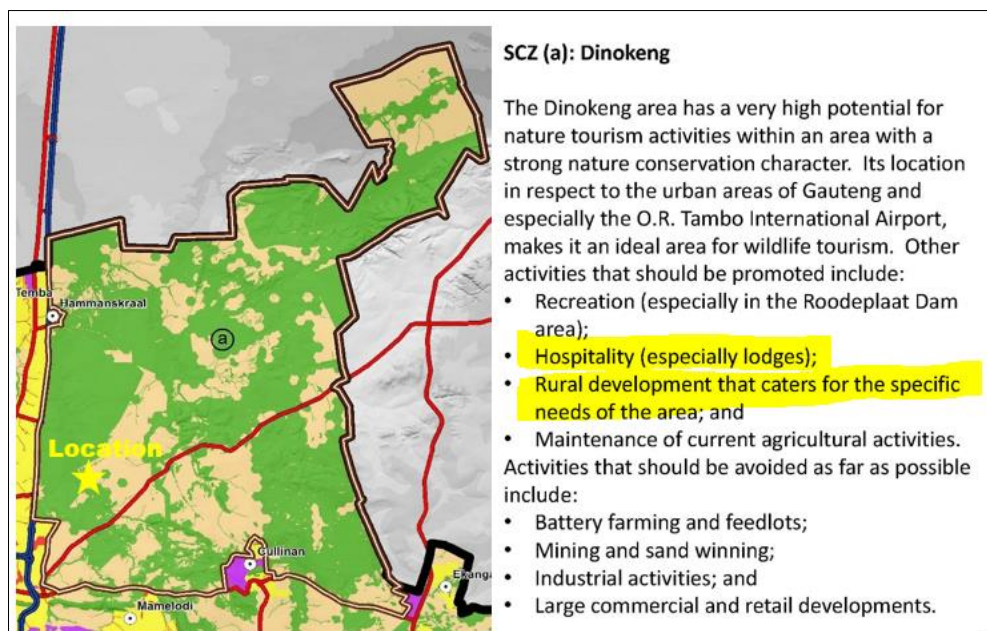 SCZ (a): Dinokeng
The Dinokeng area has a very high potential for
nature tourism activities within an area with a
strong nature conservation character.  Its location
in respect to the urban areas of Gauteng and
especially the O.R. Tambo International Airport,
makes it an ideal area for wildlife tourism.  Other
activities that should be promoted include:
• Recreation (especially in the Roodeplaat Dam
area);
• Hospitality (especially lodges);
• Rural development that caters for the specific
needs of the area; and
• Maintenance of current agricultural activities.
Activities that should be avoided as far as possible
include:
• Battery farming and feedlots;
• Mining and sand winning;
• Industrial activities; and
• Large commercial and retail developments.
Temba
Hammanskraal
a
Location
Cullinan
Ekanga
Mamelodi